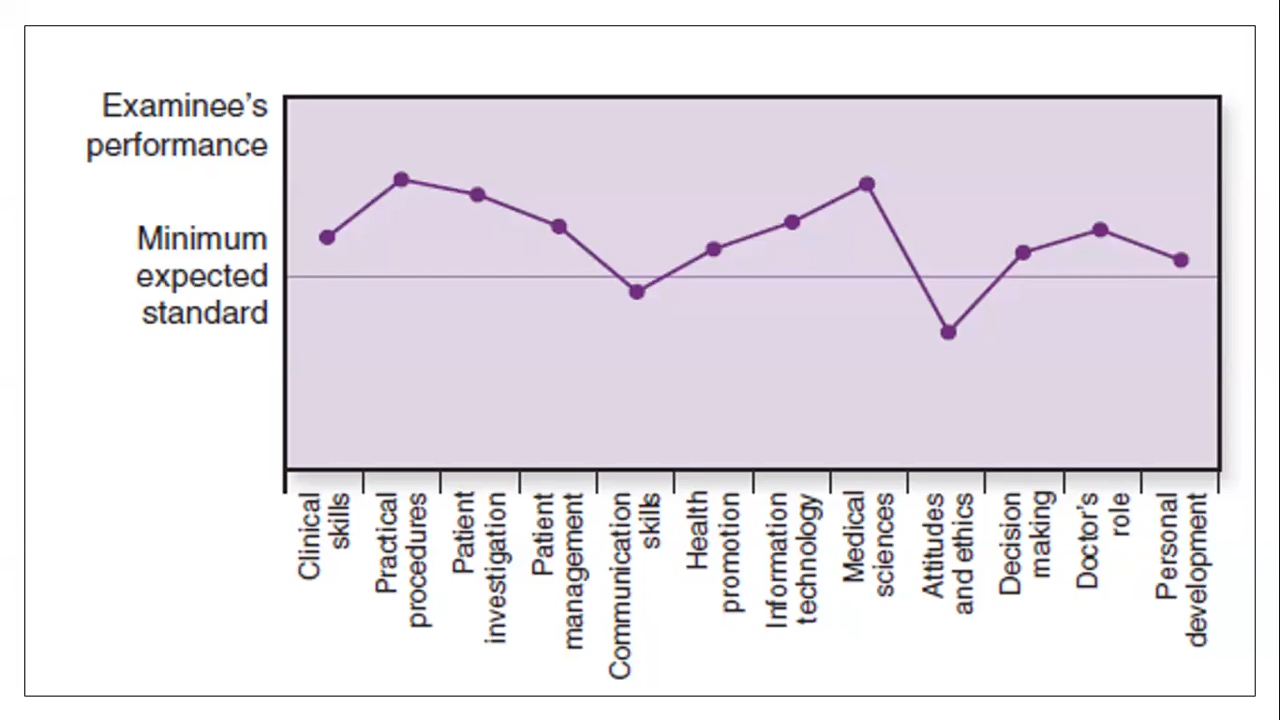 Examinee's
performance
Minimum
expected
standard
Clinical
skills
Practical
procedures
Patient
investigation
Patient
management
Communication
skills
Health
promotion
Information
technology
Medical
sciences
Attitudes
and ethics
Decision
making
Doctor's
role
Personal
development